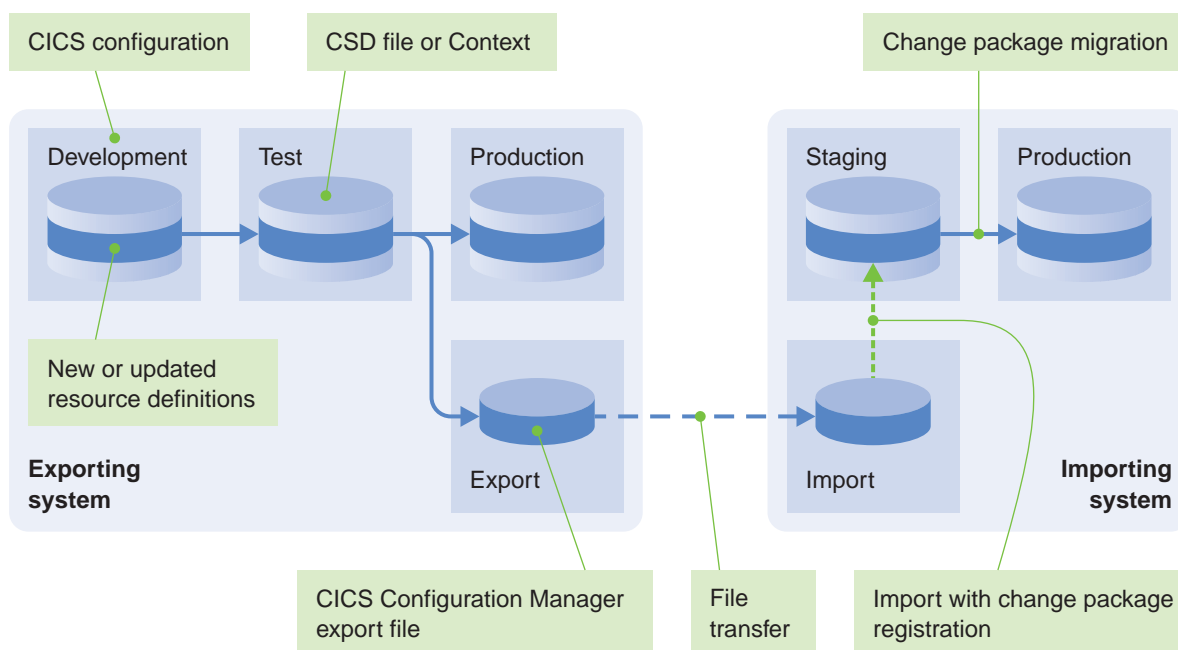 CICS configuration
CSD file or Context
Change package migration
Development
Test
Production
Staging
Production
New or updated
resource definitions
Exporting
system
Export
Import
Importing
system
CICS Configuration Manager
export file
File
transfer
Import with change package
registration